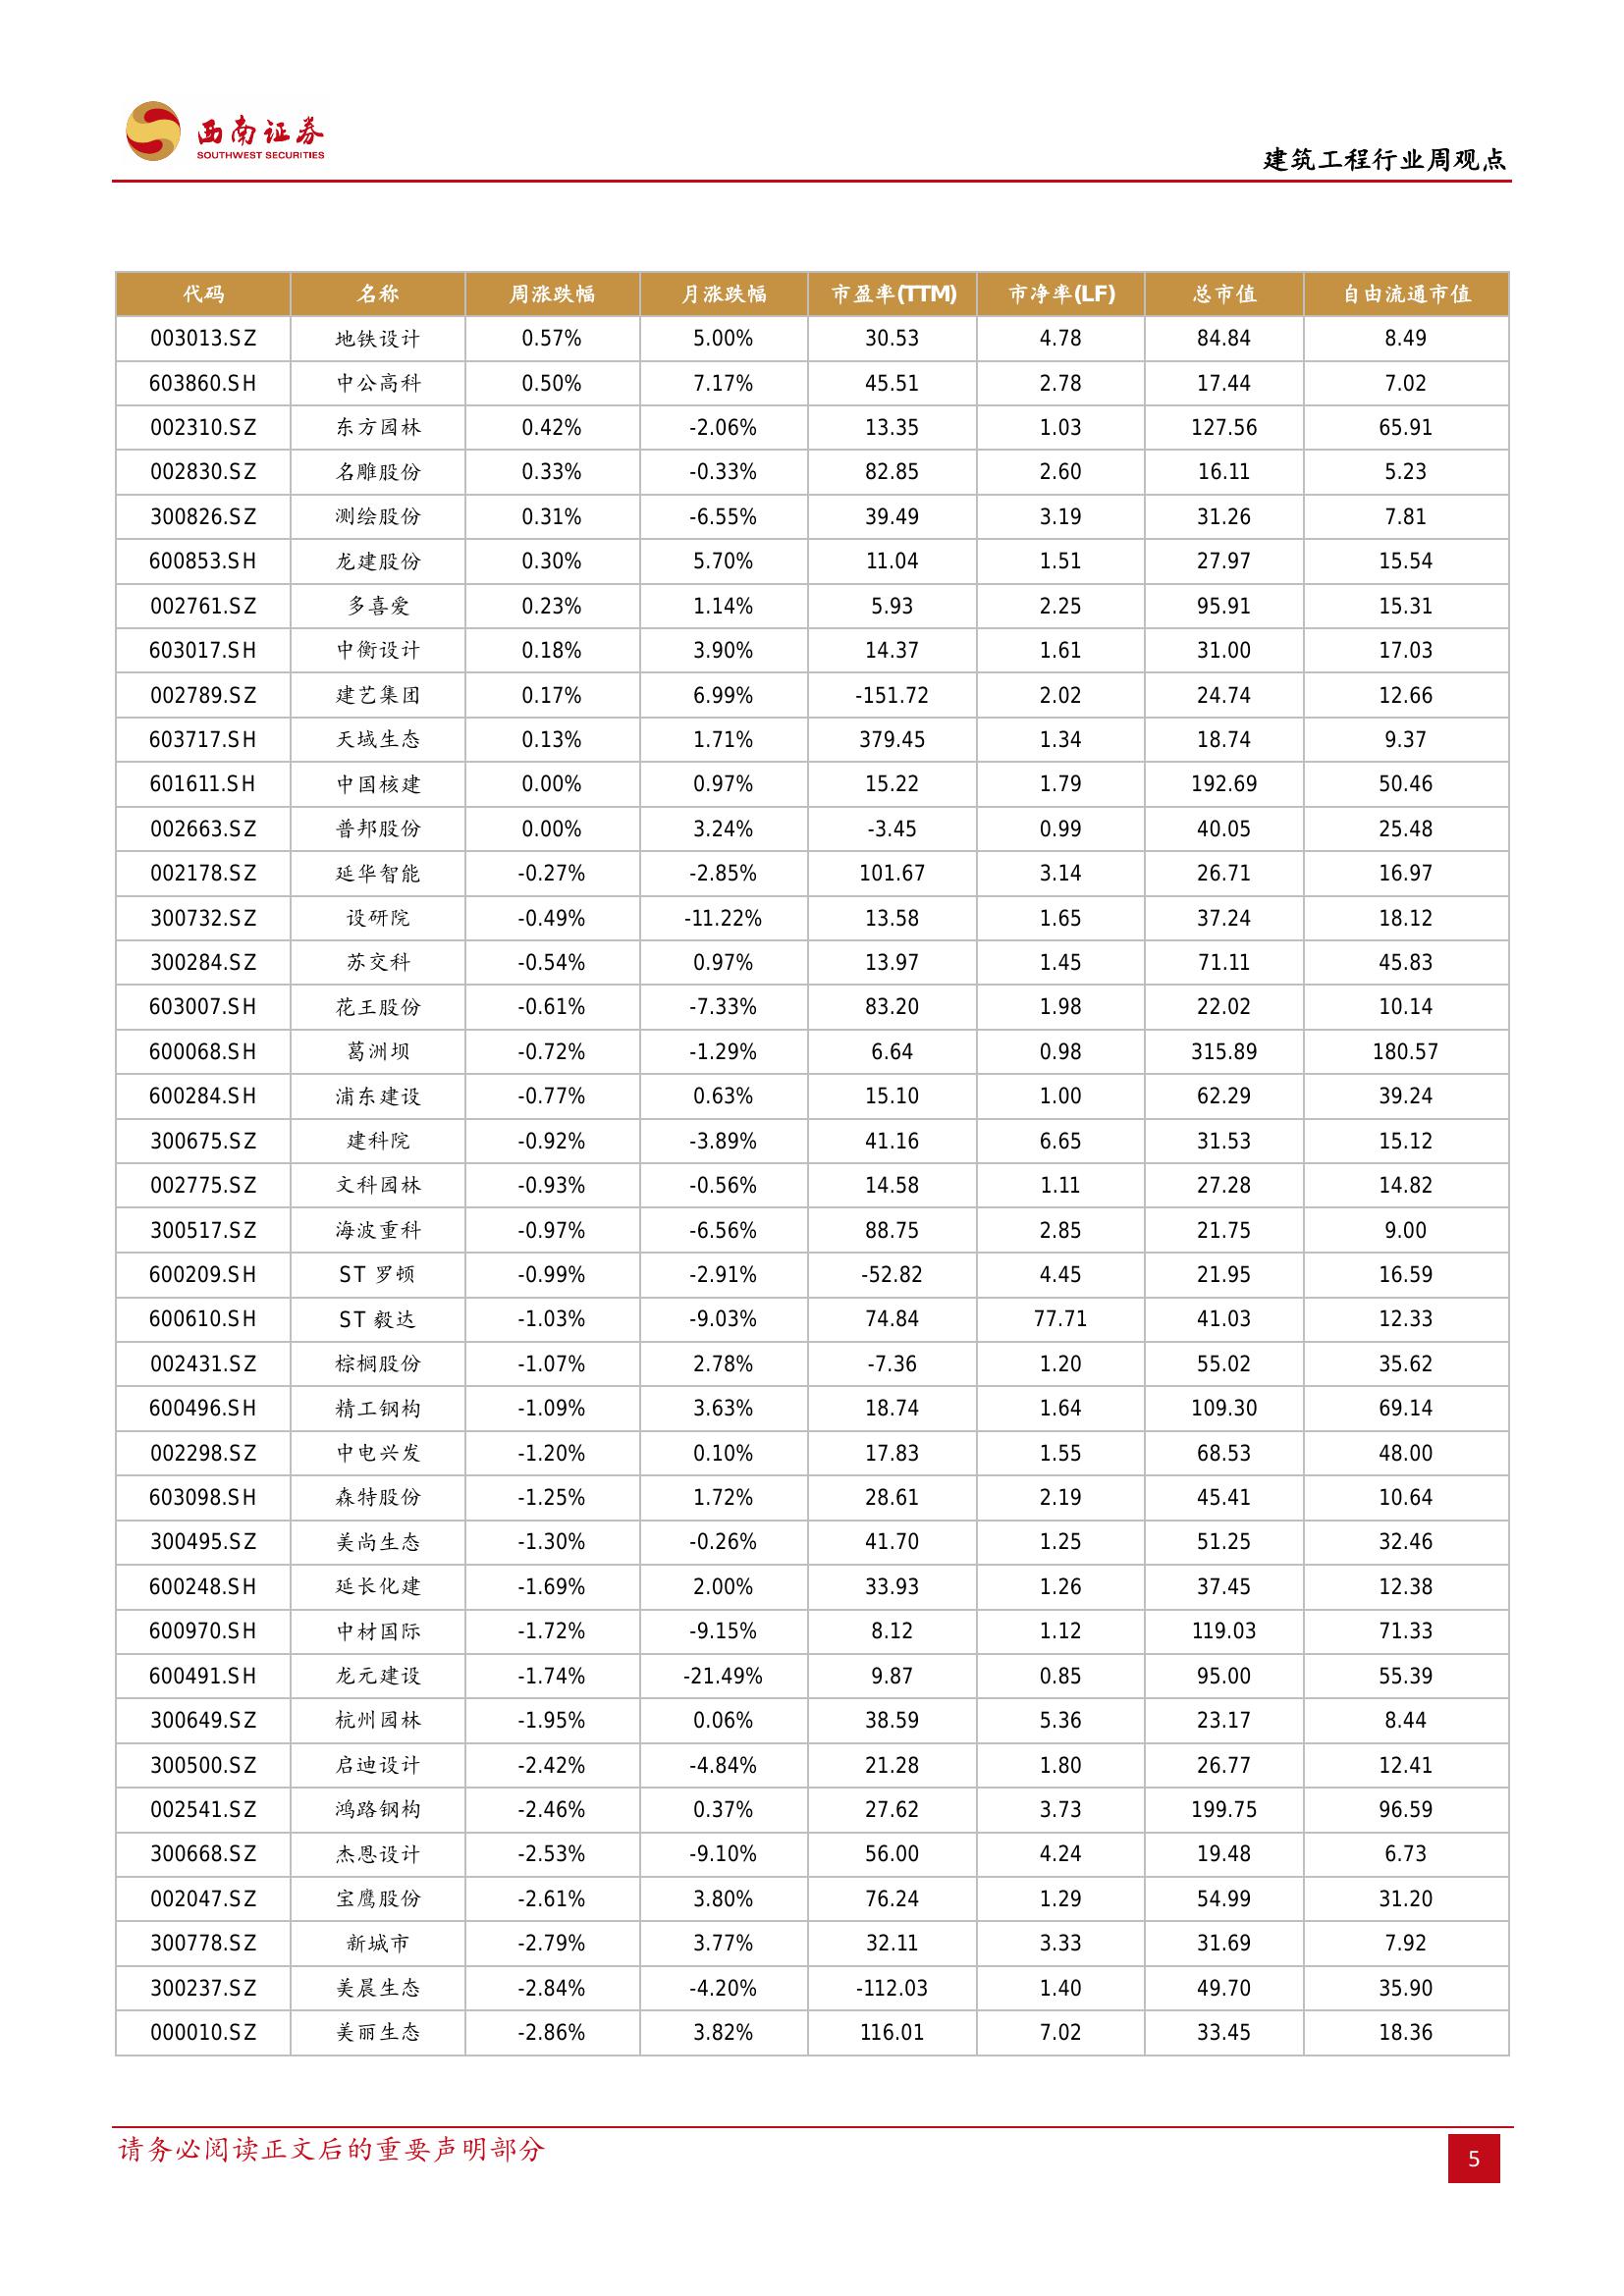 西南证券
SOUTHWEST SECURITIES
建筑工程行业周观点
代码 名称 周涨跌幅 月涨跌幅 市盈率(TTM) 市净率(LF) 总市值 自由流通市值
003013.SZ 地铁设计 0.57% 5.00% 30.53 4.78 84.84 8.49
603860.SH 中公高科 0.50% 7.17% 45.51 2.78 17.44 7.02
002310.SZ 东方园林 0.42% -2.06% 13.35 1.03 127.56 65.91
002830.SZ 名雕股份 0.33% -0.33% 82.85 2.60 16.11 5.23
300826.SZ 测绘股份 0.31% -6.55% 39.49 3.19 31.26 7.81
600853.SH 龙建股份 0.30% 5.70% 11.04 1.51 27.97 15.54
002761.SZ 多喜爱 0.23% 1.14% 5.93 2.25 95.91 15.31
603017.SH 中衡设计 0.18% 3.90% 14.37 1.61 31.00 17.03
002789.SZ 建艺集团 0.17% 6.99% -151.72 2.02 24.74 12.66
603717.SH 天域生态 0.13% 1.71% 379.45 1.34 18.74 9.37
601611.SH 中国核建 0.00% 0.97% 15.22 1.79 192.69 50.46
002663.SZ 普邦股份 0.00% 3.24% -3.45 0.99 40.05 25.48
002178.SZ 延华智能 -0.27% -2.85% 101.67 3.14 26.71 16.97
300732.SZ 设研院 -0.49% -11.22% 13.58 1.65 37.24 18.12
300284.SZ 苏交科 -0.54% 0.97% 13.97 1.45 71.11 45.83
603007.SH 花王股份 -0.61% -7.33% 83.20 1.98 22.02 10.14
600068.SH 葛洲坝 -0.72% -1.29% 6.64 0.98 315.89 180.57
600284.SH 浦东建设 -0.77% 0.63% 15.10 1.00 62.29 39.24
300675.SZ 建科院 -0.92% -3.89% 41.16 6.65 31.53 15.12
002775.SZ 文科园林 -0.93% -0.56% 14.58 1.11 27.28 14.82
300517.SZ 海波重科 -0.97% -6.56% 88.75 2.85 21.75 9.00
600209.SH ST 罗顿 -0.99% -2.91% -52.82 4.45 21.95 16.59
600610.SH ST 毅达 -1.03% -9.03% 74.84 77.71 41.03 12.33
002431.SZ 棕榈股份 -1.07% 2.78% -7.36 1.20 55.02 35.62
600496.SH 精工钢构 -1.09% 3.63% 18.74 1.64 109.30 69.14
002298.SZ 中电兴发 -1.20% 0.10% 17.83 1.55 68.53 48.00
603098.SH 森特股份 -1.25% 1.72% 28.61 2.19 45.41 10.64
300495.SZ 美尚生态 -1.30% -0.26% 41.70 1.25 51.25 32.46
600248.SH 延长化建 -1.69% 2.00% 33.93 1.26 37.45 12.38
600970.SH 中材国际 -1.72% -9.15% 8.12 1.12 119.03 71.33
600491.SH 龙元建设 -1.74% -21.49% 9.87 0.85 95.00 55.39
300649.SZ 杭州园林 -1.95% 0.06% 38.59 5.36 23.17 8.44
300500.SZ 启迪设计 -2.42% -4.84% 21.28 1.80 26.77 12.41
002541.SZ 鸿路钢构 -2.46% 0.37% 27.62 3.73 199.75 96.59
300668.SZ 杰恩设计 -2.53% -9.10% 56.00 4.24 19.48 6.73
002047.SZ 宝鹰股份 -2.61% 3.80% 76.24 1.29 54.99 31.20
300778.SZ 新城市 -2.79% 3.77% 32.11 3.33 31.69 7.92
300237.SZ 美晨生态 -2.84% -4.20% -112.03 1.40 49.70 35.90
000010.SZ 美丽生态 -2.86% 3.82% 116.01 7.02 33.45 18.36
请务必阅读正文后的重要声明部分
5